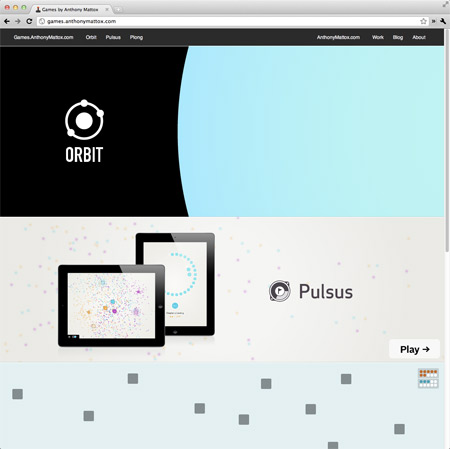 Games by Anthony Mattox
games.anthonymattox.com
Games.AnthonyMattox.com Orbit Pulsus Plong AnthonyMattox.com Work Blog About
ORBIT
Pulsus
Play →